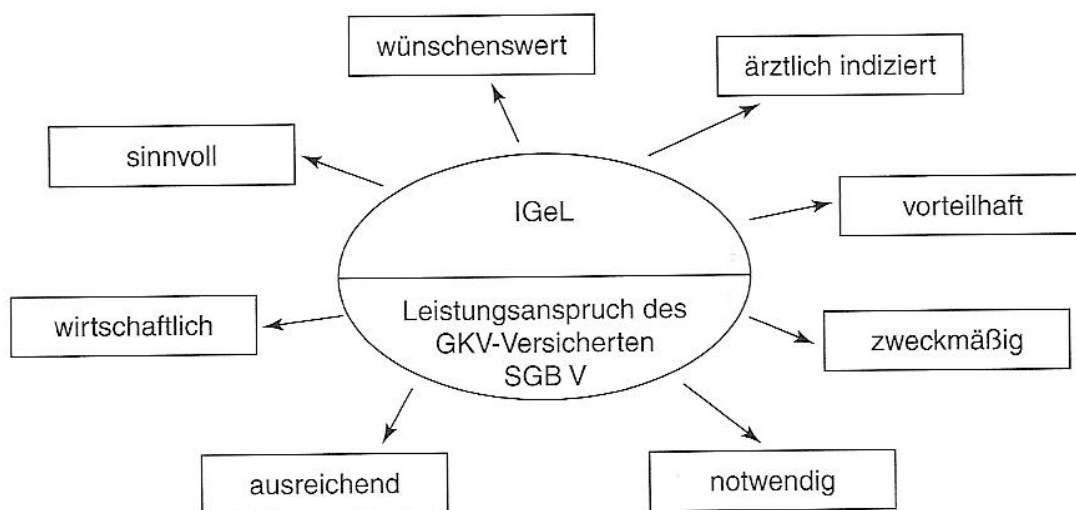 wünschenswert
ärztlich indiziert
sinnvoll
IGeL
vorteilhaft
wirtschaftlich
Leistungsanspruch des
GKV-Versicherten
SGB V
zweckmäßig
ausreichend
notwendig